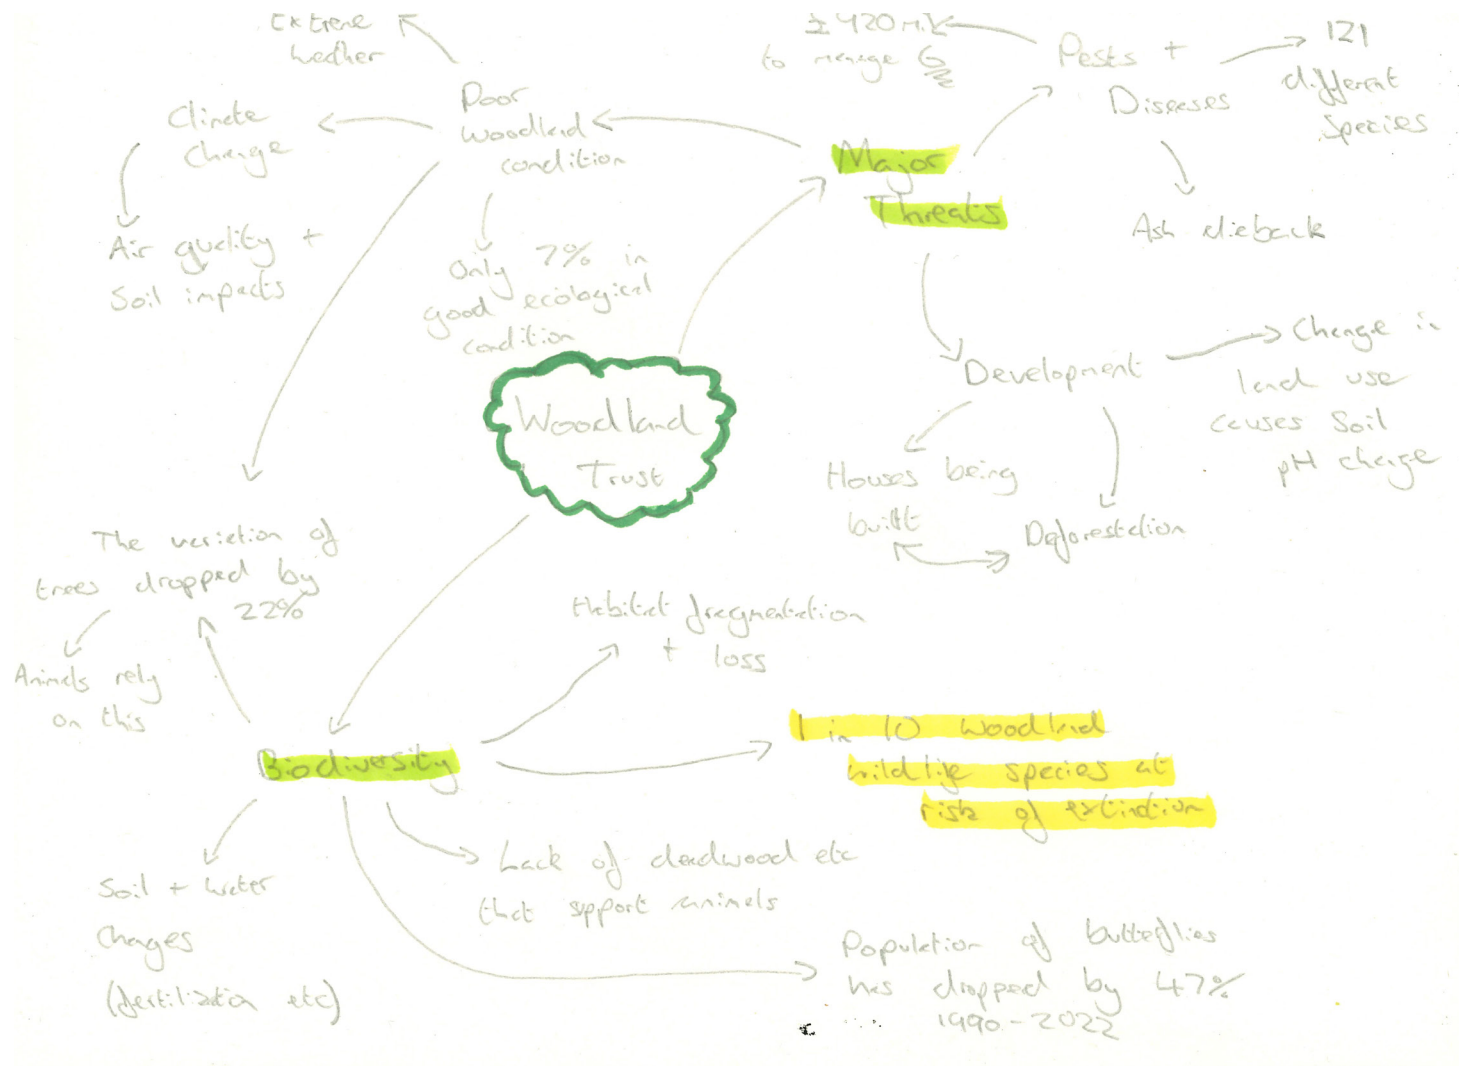 Extreme
weather
Climate
Change
Air quality +
Soil impacts
Poor
woodland
condition
Only 7% in
good ecological
condition
Major
Threats
£420 mil
to manage
Pests +
Diseases
121
different
Species
Ash dieback
Development
Change in
land use
causes soil
pH change
Houses being
built
Deforestation
Woodland
Trust
The variation of
trees dropped by
22%
Animals rely
on this
Biodiversity
Habitat fragmentation
+ loss
1 in 10 woodland
wildlife species at
risk of extinction
Lack of deadwood etc
that support animals
Soil + water
Chages
(fertilization etc)
Population of butterflies
has dropped by 47%
1990-2022